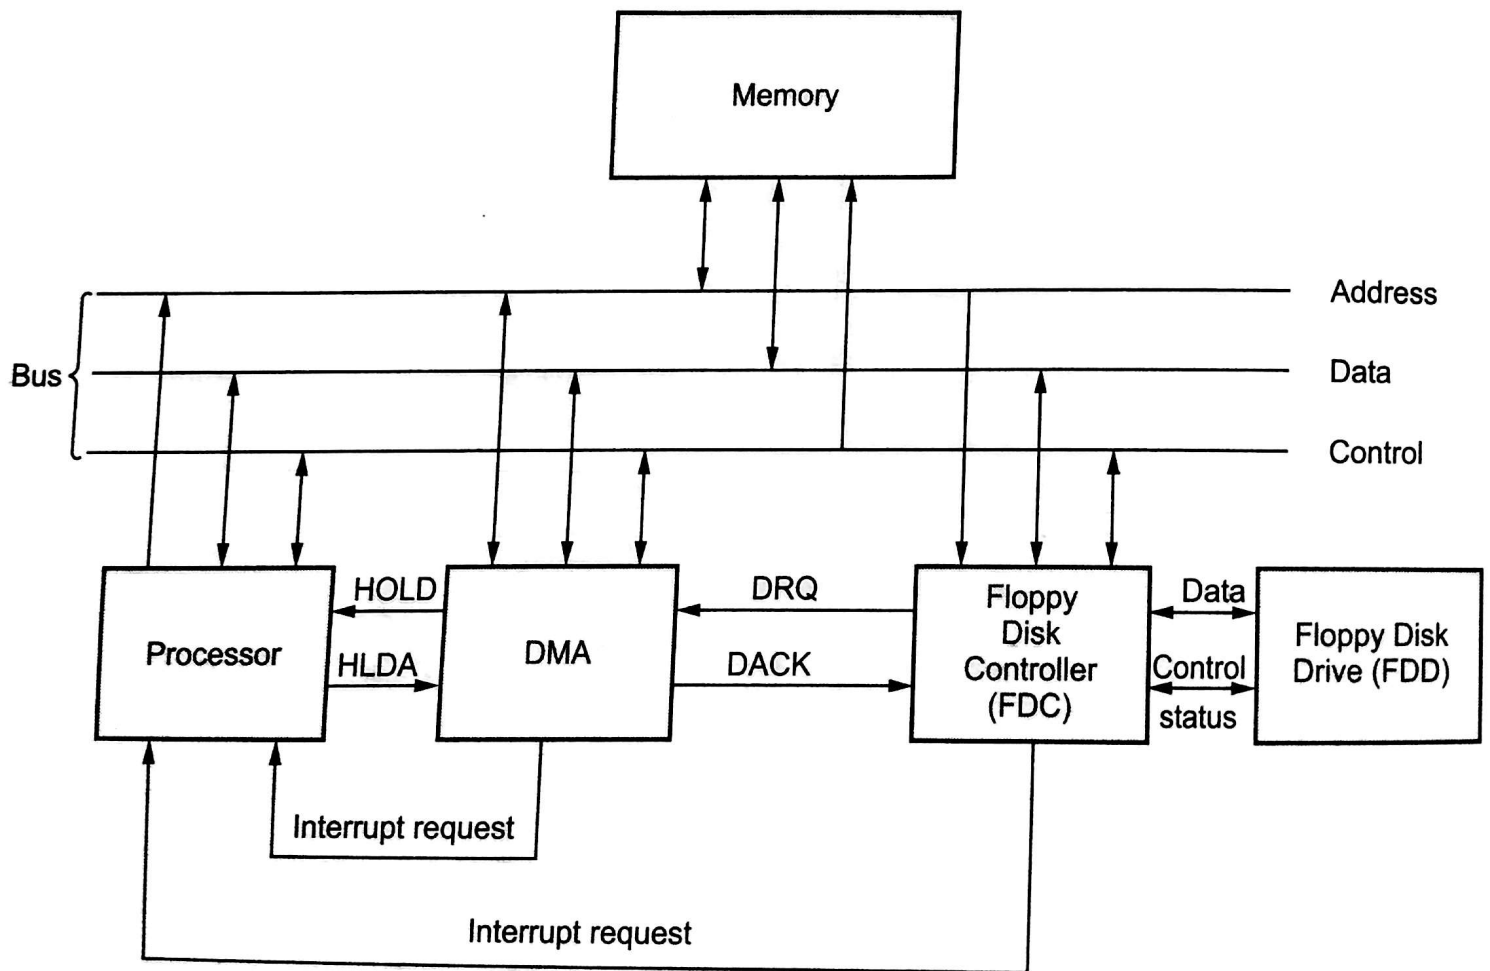 Memory
Address
Bus
Data
Control
HOLD
HLDA
Processor
DMA
DRQ
DACK
Floppy
Disk
Controller
(FDC)
Data
Control
status
Floppy Disk
Drive (FDD)
Interrupt request
Interrupt request